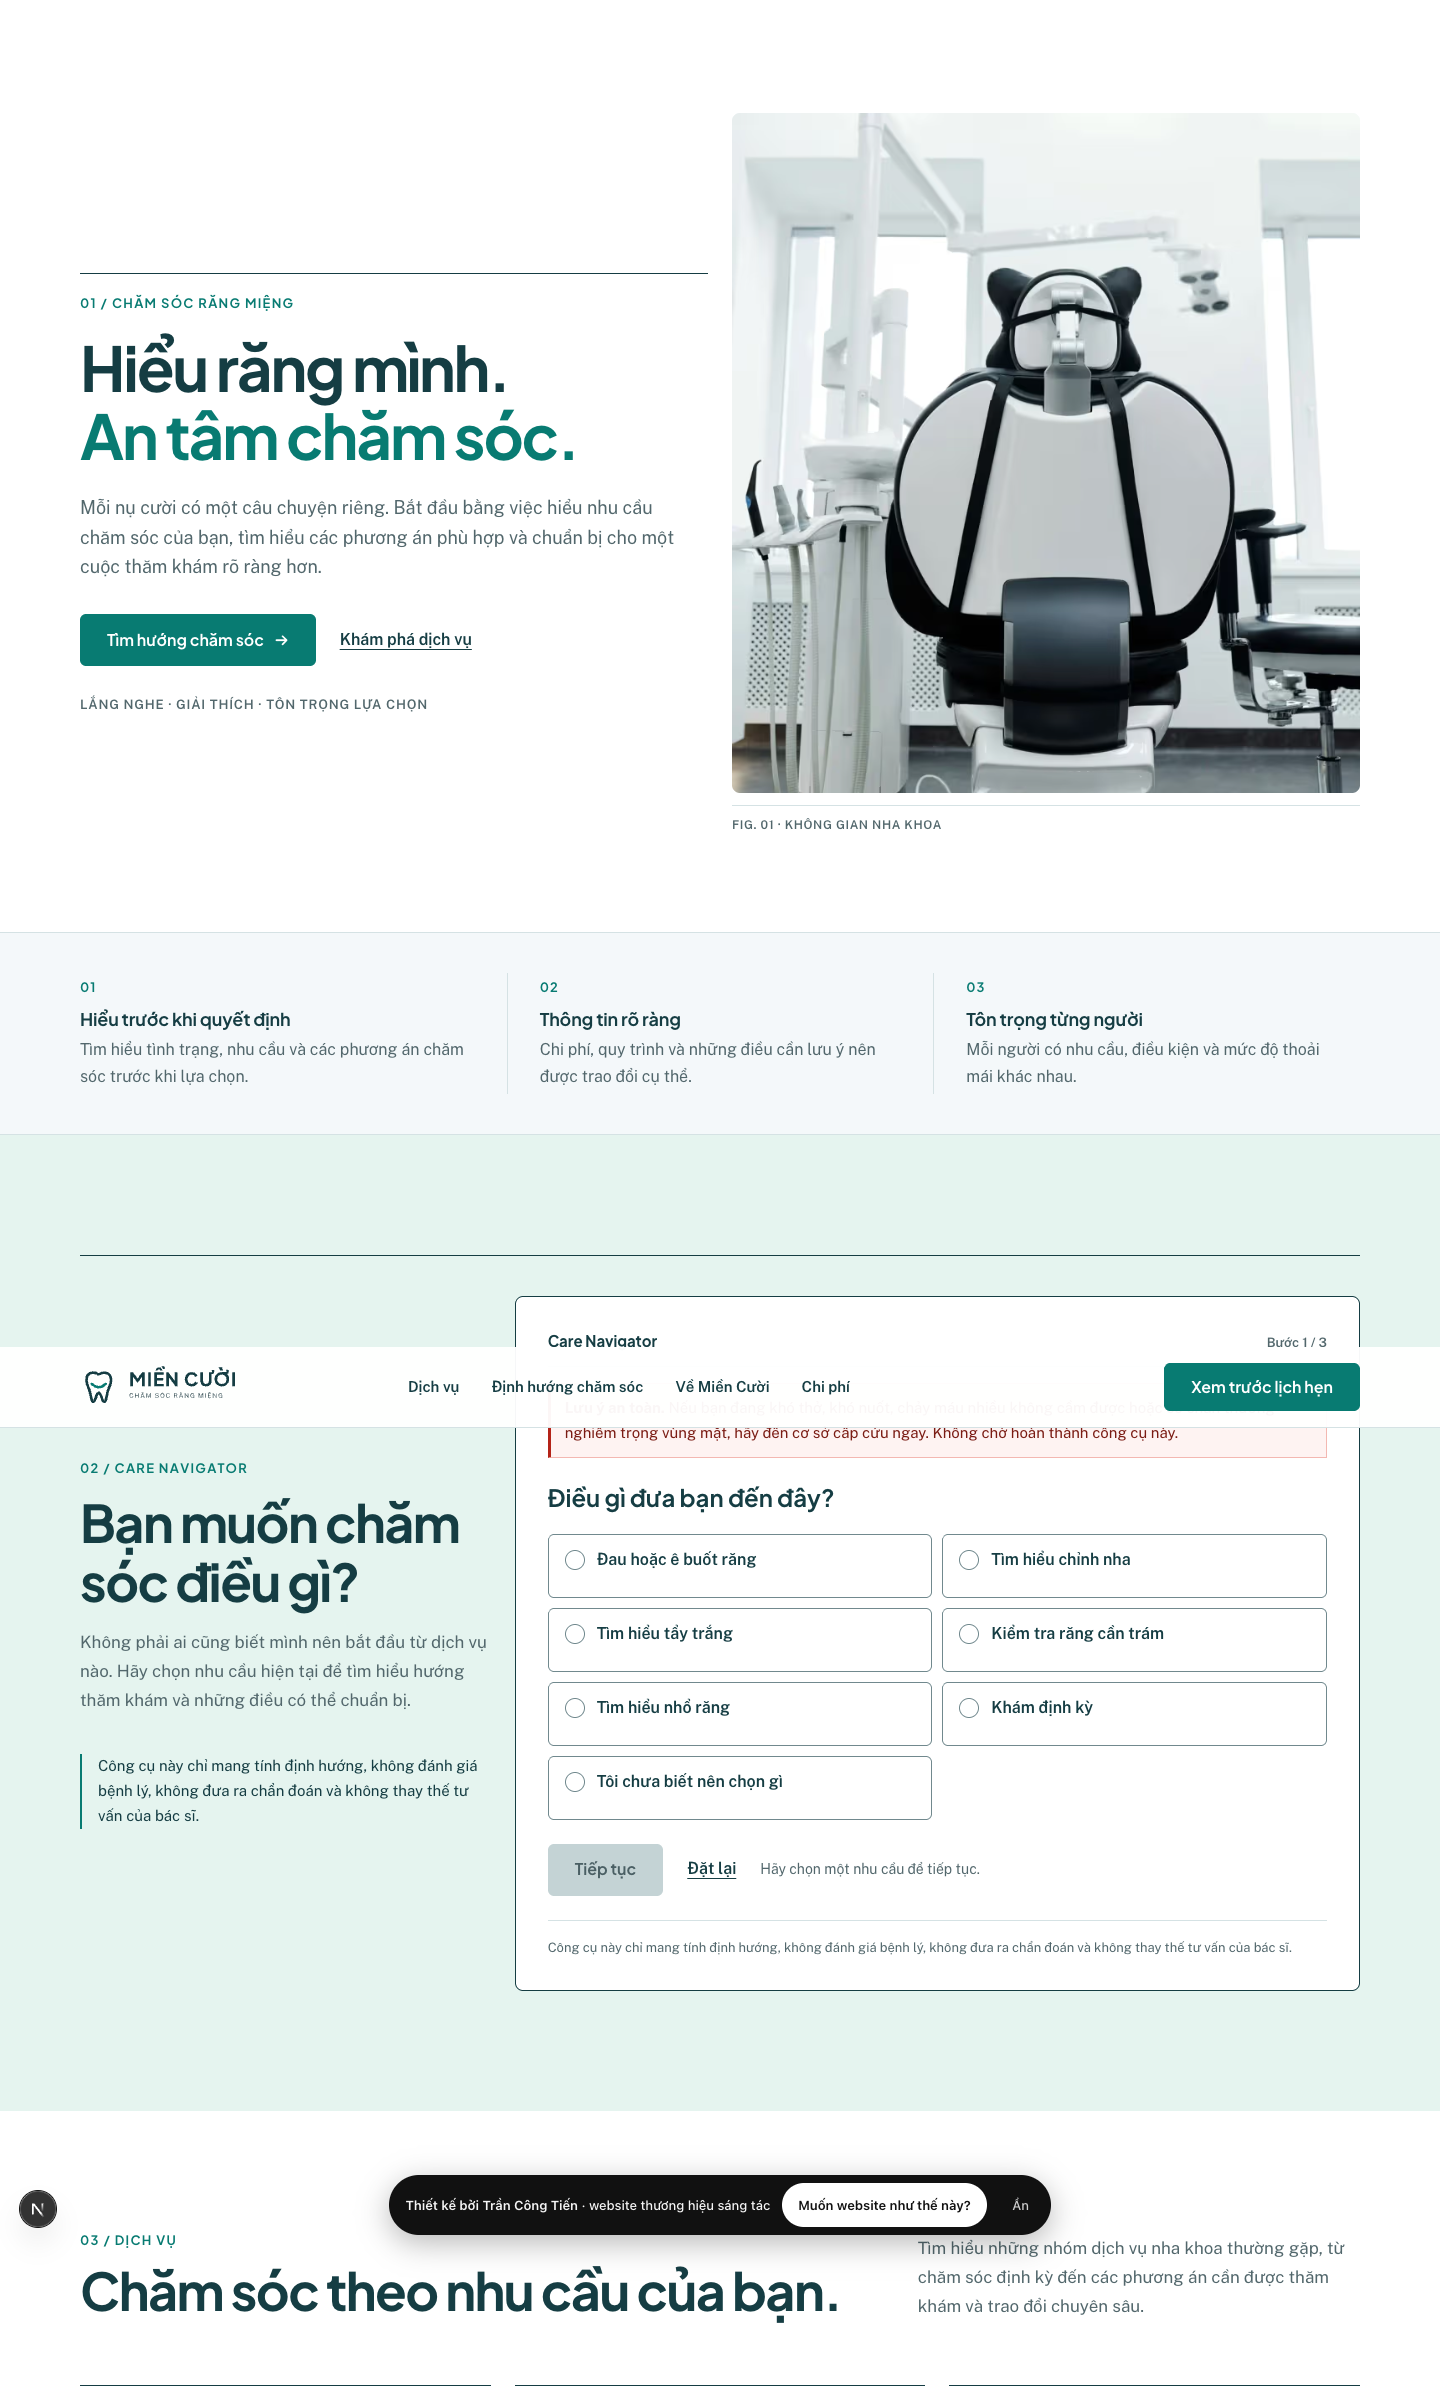 01 / CHĂM SÓC RĂNG MIỆNG
Hiểu răng mình.
An tâm chăm sóc.
Mỗi nụ cười có một câu chuyện riêng. Bắt đầu bằng việc hiểu nhu cầu
chăm sóc của bạn, tìm hiểu các phương án phù hợp và chuẩn bị cho một
cuộc thăm khám rõ ràng hơn.
Tìm hướng chăm sóc →
Khám phá dịch vụ
LẮNG NGHE · GIẢI THÍCH · TÔN TRỌNG LỰA CHỌN
FIG. 01 · KHÔNG GIAN NHA KHOA
01
Hiểu trước khi quyết định
Tìm hiểu tình trạng, nhu cầu và các phương án chăm
sóc trước khi lựa chọn.
02
Thông tin rõ ràng
Chi phí, quy trình và những điều cần lưu ý nên
được trao đổi cụ thể.
03
Tôn trọng từng người
Mỗi người có nhu cầu, điều kiện và mức độ thoải
mái khác nhau.
Care Navigator
Bước 1 / 3
MIỀN CƯỜI
CHĂM SÓC RĂNG MIỆNG
Dịch vụ
Định hướng chăm sóc
Về Miền Cười
Chi phí
Xem trước lịch hẹn
Lưu ý an toàn. Nếu bạn đang khó thở, khó nuốt, chảy máu nhiều không cầm được hoặc
nghiêm trọng vùng mặt, hãy đến cơ sở cấp cứu ngay. Không chờ hoàn thành công cụ này.
02 / CARE NAVIGATOR
Bạn muốn chăm
sóc điều gì?
Không phải ai cũng biết mình nên bắt đầu từ dịch vụ
nào. Hãy chọn nhu cầu hiện tại để tìm hiểu hướng
thăm khám và những điều có thể chuẩn bị.
Công cụ này chỉ mang tính định hướng, không đánh giá
bệnh lý, không đưa ra chẩn đoán và không thay thế tư
vấn của bác sĩ.
Điều gì đưa bạn đến đây?
Đau hoặc ê buốt răng
Tìm hiểu chỉnh nha
Tìm hiểu tẩy trắng
Kiểm tra răng cần trám
Tìm hiểu nhổ răng
Khám định kỳ
Tôi chưa biết nên chọn gì
Tiếp tục
Đặt lại
Hãy chọn một nhu cầu để tiếp tục.
Công cụ này chỉ mang tính định hướng, không đánh giá bệnh lý, không đưa ra chẩn đoán và không thay thế tư vấn của bác sĩ.
Thiết kế bởi Trần Công Tiến · website thương hiệu sáng tác
Muốn website như thế này?
Ẩn
N
03 / DỊCH VỤ
Chăm sóc theo nhu cầu của bạn.
Tìm hiểu những nhóm dịch vụ nha khoa thường gặp, từ
chăm sóc định kỳ đến các phương án cần được thăm
khám và trao đổi chuyên sâu.